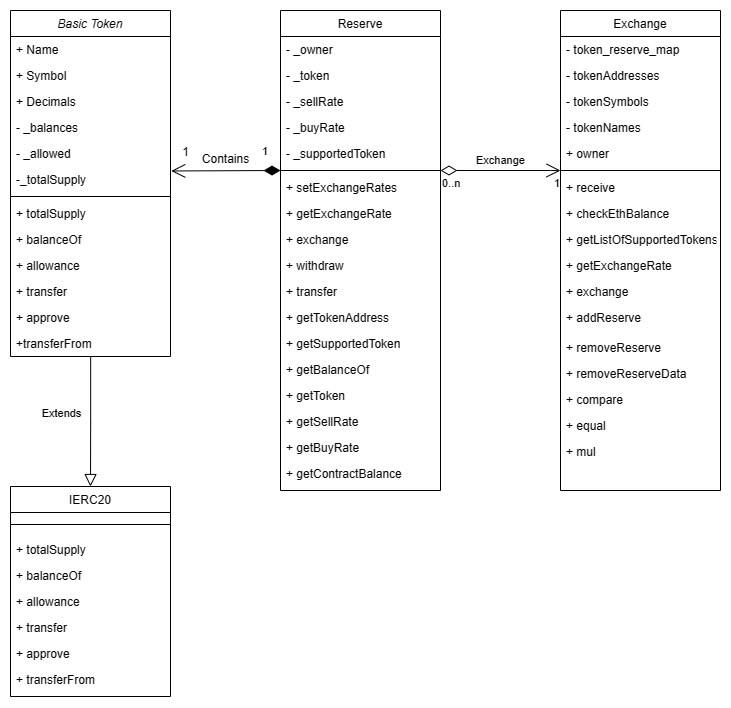 Basic Token
+ Name
+ Symbol
+ Decimals
- _balances
- _allowed
-_totalSupply
+ totalSupply
+ balanceOf
+ allowance
+ transfer
+ approve
+transferFrom
Extends
IERC20
+ totalSupply
+ balanceOf
+ allowance
+ transfer
+ approve
+ transferFrom
1
Contains
1
Reserve
- _owner
- _token
- _sellRate
- _buyRate
- _supportedToken
+ setExchangeRates
+ getExchangeRate
+ exchange
+ withdraw
+ transfer
+ getTokenAddress
+ getSupportedToken
+ getBalanceOf
+ getToken
+ getSellRate
+ getBuyRate
+ getContractBalance
Exchange
0..n
1
Exchange
- token_reserve_map
- tokenAddresses
- tokenSymbols
- tokenNames
+ owner
+ receive
+ checkEthBalance
+ getListOfSupportedTokens
+ getExchangeRate
+ exchange
+ addReserve
+ removeReserve
+ removeReserveData
+ compare
+ equal
+ mul